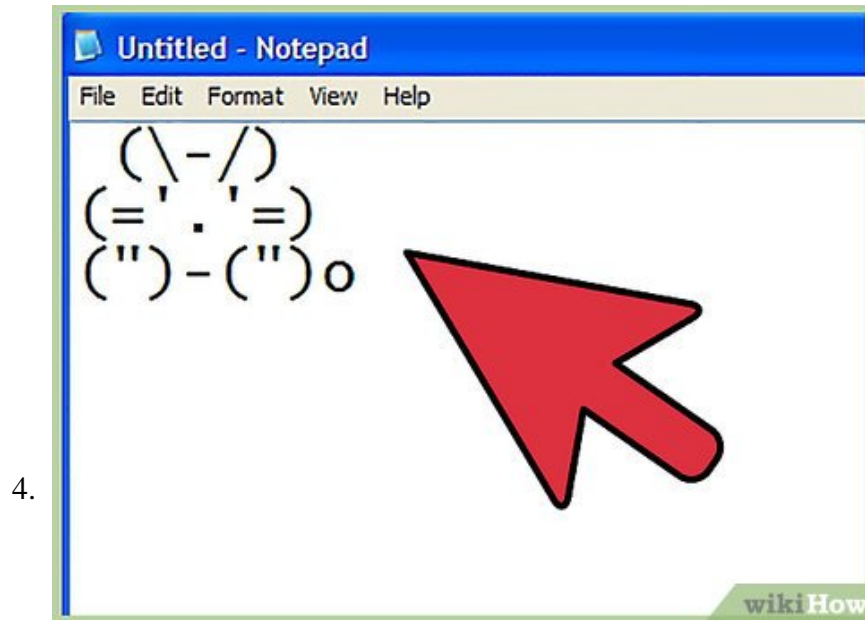 Untitled - Notepad
File Edit Format View Help
(\-/)
(='.'=)
(")-(")o
4.
wikiHow